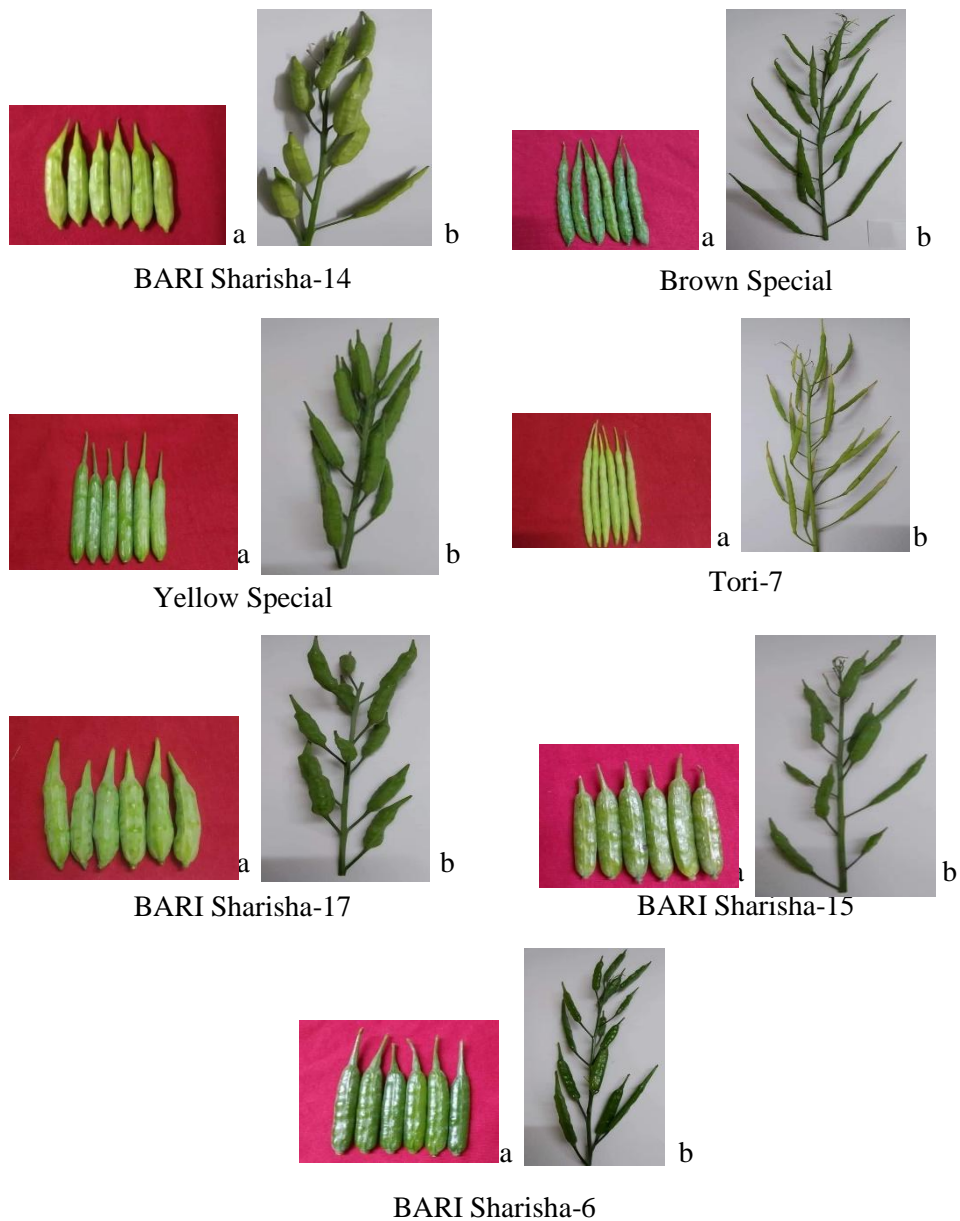 a b a b
BARI Sharisha-14 Brown Special
a b a b
Yellow Special Tori-7
a b a b
BARI Sharisha-17 BARI Sharisha-15
a b
BARI Sharisha-6